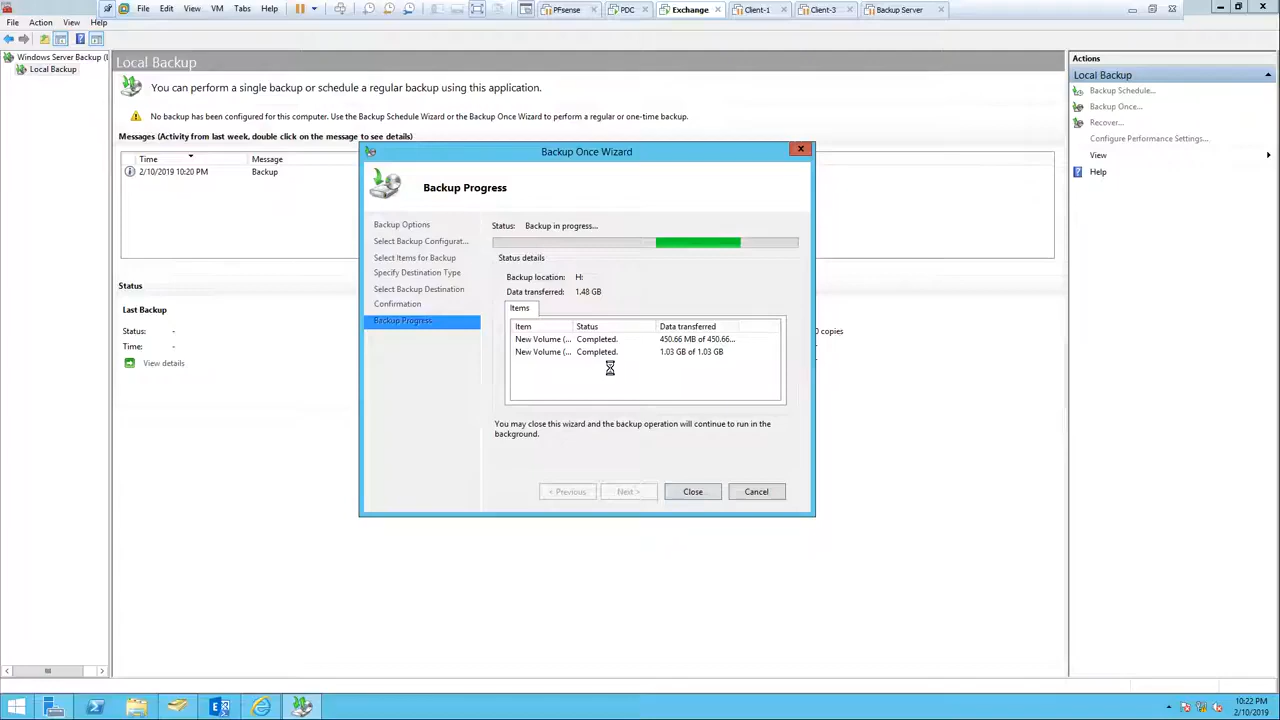 File Edit View VM Tabs Help
PFsense PDC Exchange Client-1 Client-3 Backup Server
File Action View Help
Windows Server Backup (L
Local Backup
Local Backup
You can perform a single backup or schedule a regular backup using this application.
No backup has been configured for this computer. Use the Backup Schedule Wizard or the Backup Once Wizard to perform a regular or one-time backup.
Messages (Activity from last week, double click on the message to see details)
Time Message
2/10/2019 10:20 PM Backup
Status
Last Backup
Status: -
Time: -
View details
0 copies
Backup Once Wizard
Backup Progress
Backup Options
Select Backup Configurat...
Select Items for Backup
Specify Destination Type
Select Backup Destination
Confirmation
Backup Progress
Status: Backup in progress...
Status details
Backup location: H:
Data transferred: 1.48 GB
Items
Item Status Data transferred
New Volume (... Completed. 450.66 MB of 450.66...
New Volume (... Completed. 1.03 GB of 1.03 GB
You may close this wizard and the backup operation will continue to run in the
background.
< Previous Next > Close Cancel
Actions
Local Backup
Backup Schedule...
Backup Once...
Recover...
Configure Performance Settings...
View
Help
10:22 PM
2/10/2019